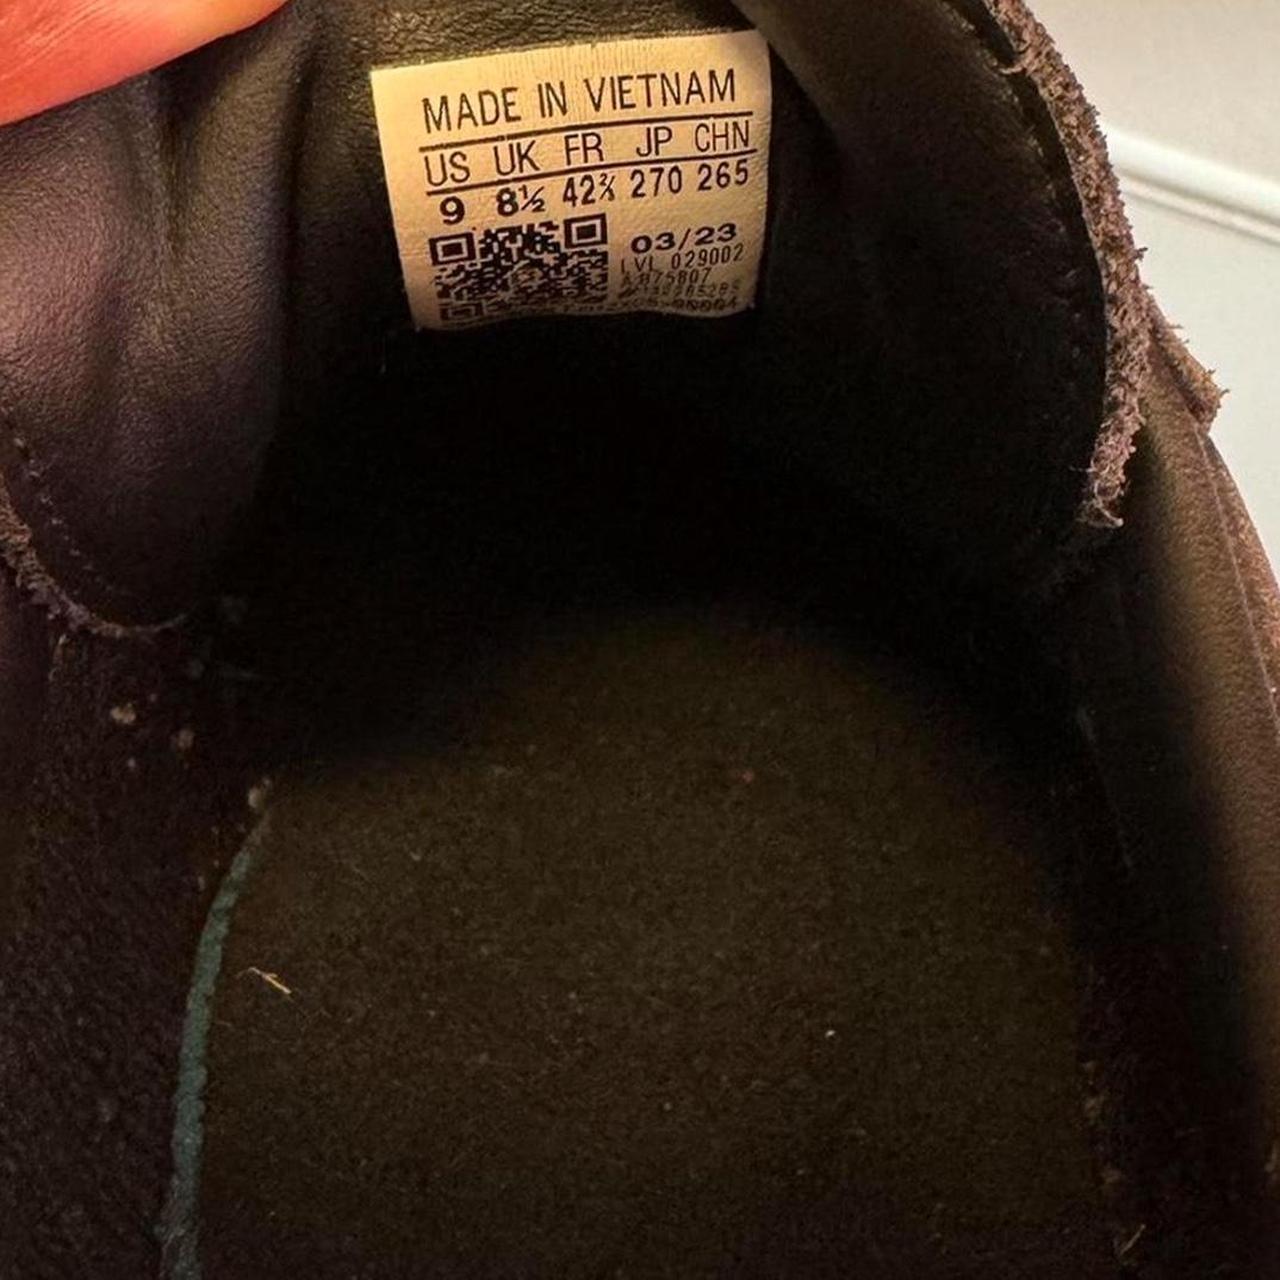 MADE IN VIETNAM
US UK FR JP CHN
9 8½ 42⅔ 270 265
03/23
LVL 029002
B75807